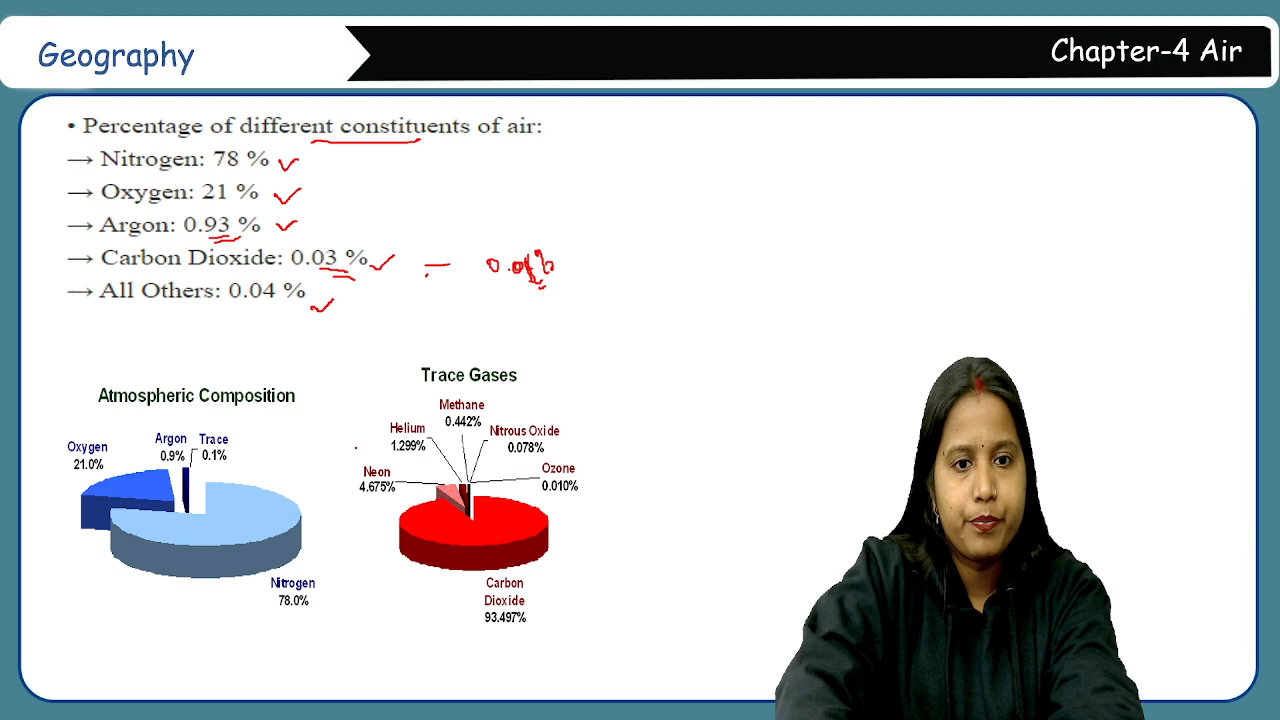 Geography
Chapter-4 Air
• Percentage of different constituents of air:
→ Nitrogen: 78 %
→ Oxygen: 21 %
→ Argon: 0.93 %
→ Carbon Dioxide: 0.03 %
→ All Others: 0.04 %
Atmospheric Composition
Oxygen
21.0%
Argon
0.9%
Trace
0.1%
Nitrogen
78.0%
Trace Gases
Methane
0.442%
Helium
1.299%
Nitrous Oxide
0.078%
Neon
4.675%
Ozone
0.010%
Carbon
Dioxide
93.497%